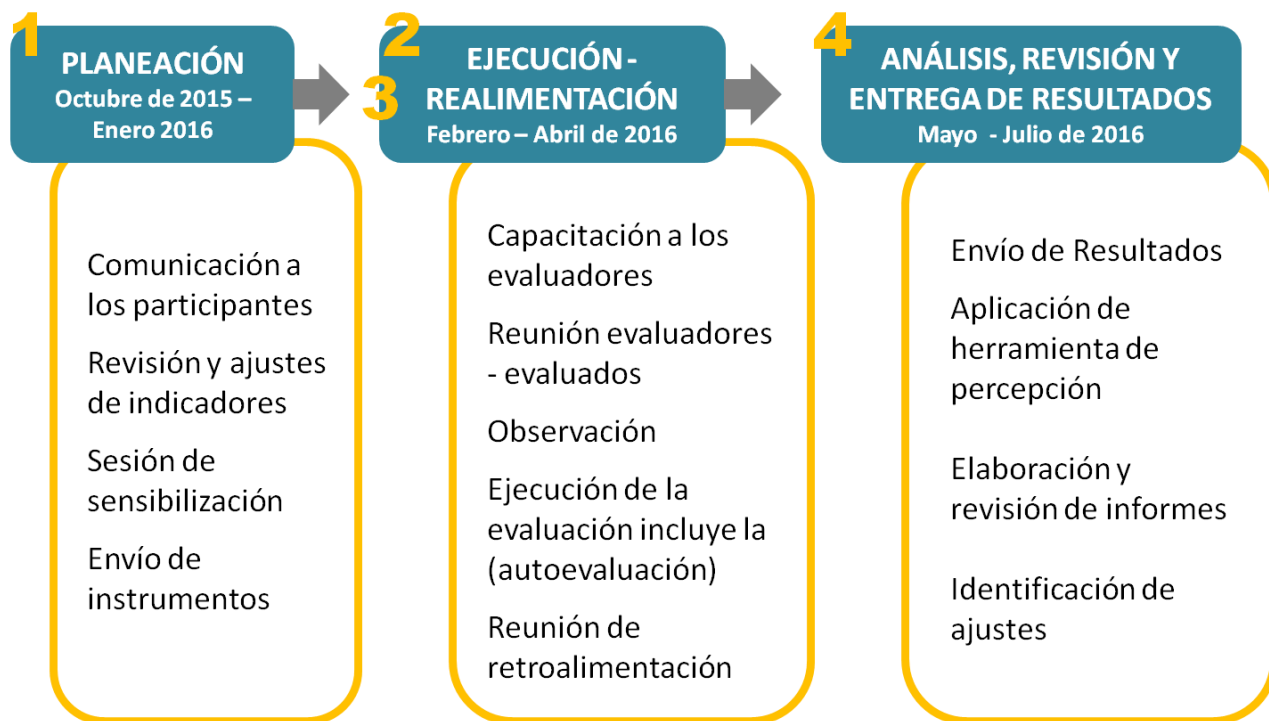 1
PLANEACIÓN
Octubre de 2015 –
Enero 2016
Comunicación a
los participantes
Revisión y ajustes
de indicadores
Sesión de
sensibilización
Envío de
instrumentos
2
3
EJECUCIÓN -
REALIMENTACIÓN
Febrero – Abril de 2016
Capacitación a los
evaluadores
Reunión evaluadores
- evaluados
Observación
Ejecución de la
evaluación incluye la
(autoevaluación)
Reunión de
retroalimentación
4
ANÁLISIS, REVISIÓN Y
ENTREGA DE RESULTADOS
Mayo - Julio de 2016
Envío de Resultados
Aplicación de
herramienta de
percepción
Elaboración y
revisión de informes
Identificación de
ajustes